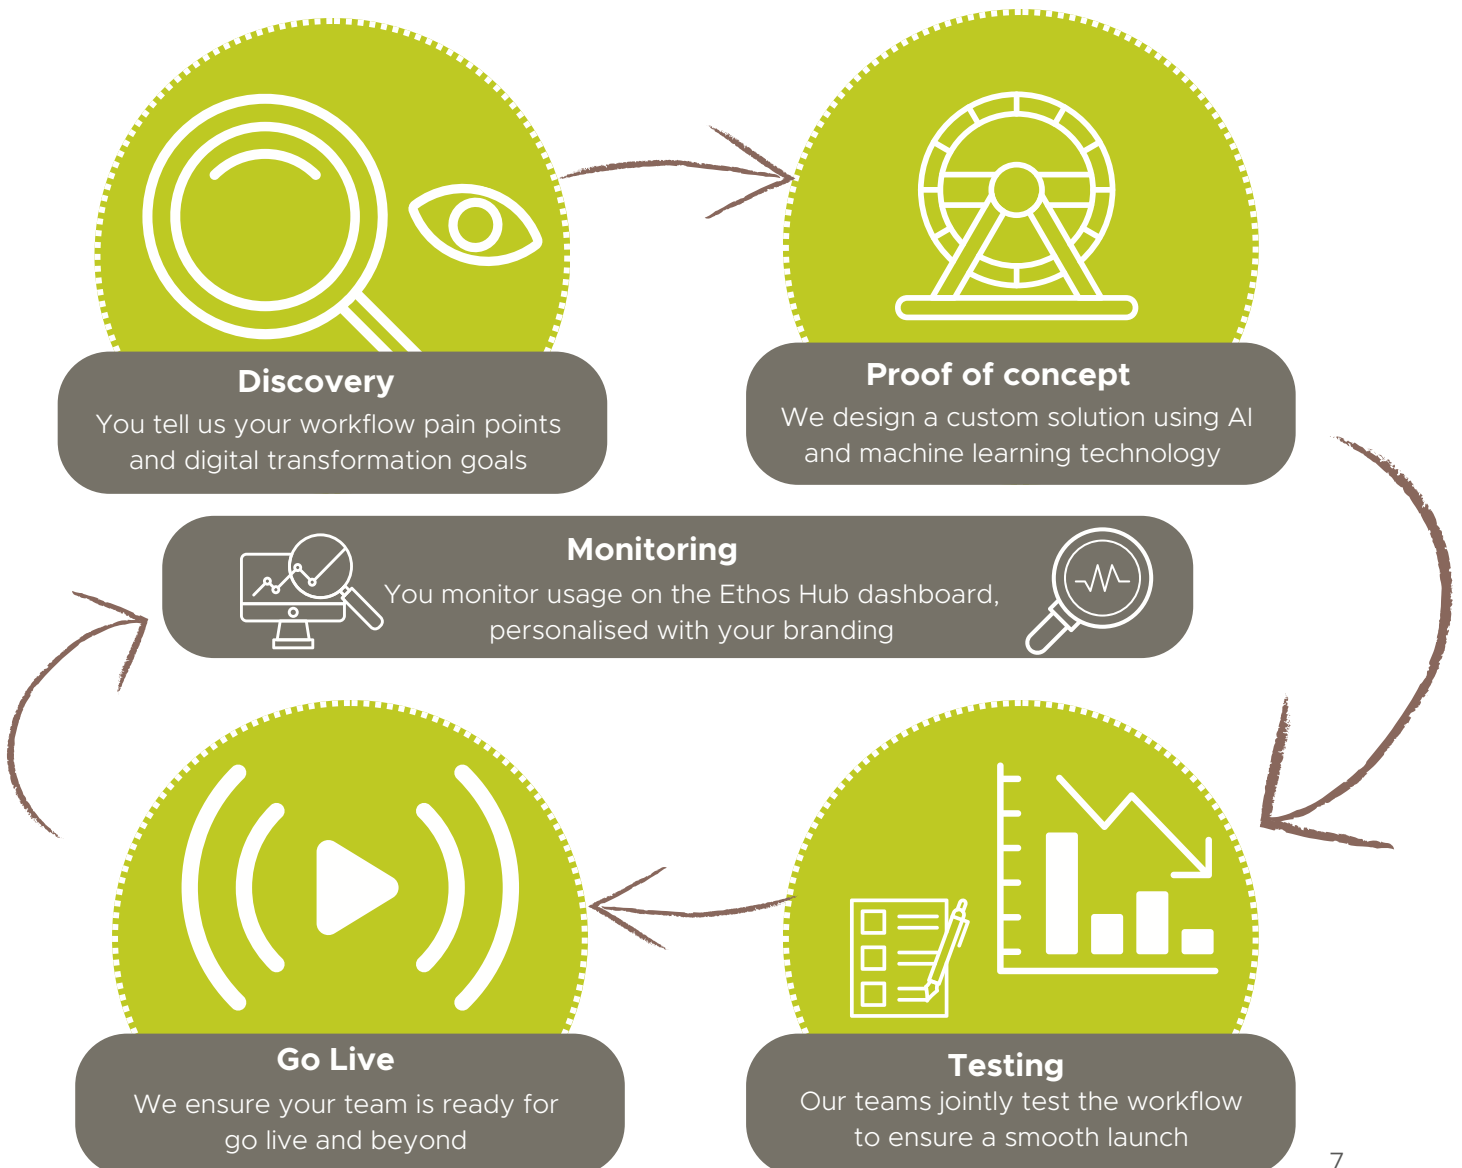 Discovery
You tell us your workflow pain points
and digital transformation goals
Proof of concept
We design a custom solution using AI
and machine learning technology
Monitoring
You monitor usage on the Ethos Hub dashboard,
personalised with your branding
Go Live
We ensure your team is ready for
go live and beyond
Testing
Our teams jointly test the workflow
to ensure a smooth launch
7